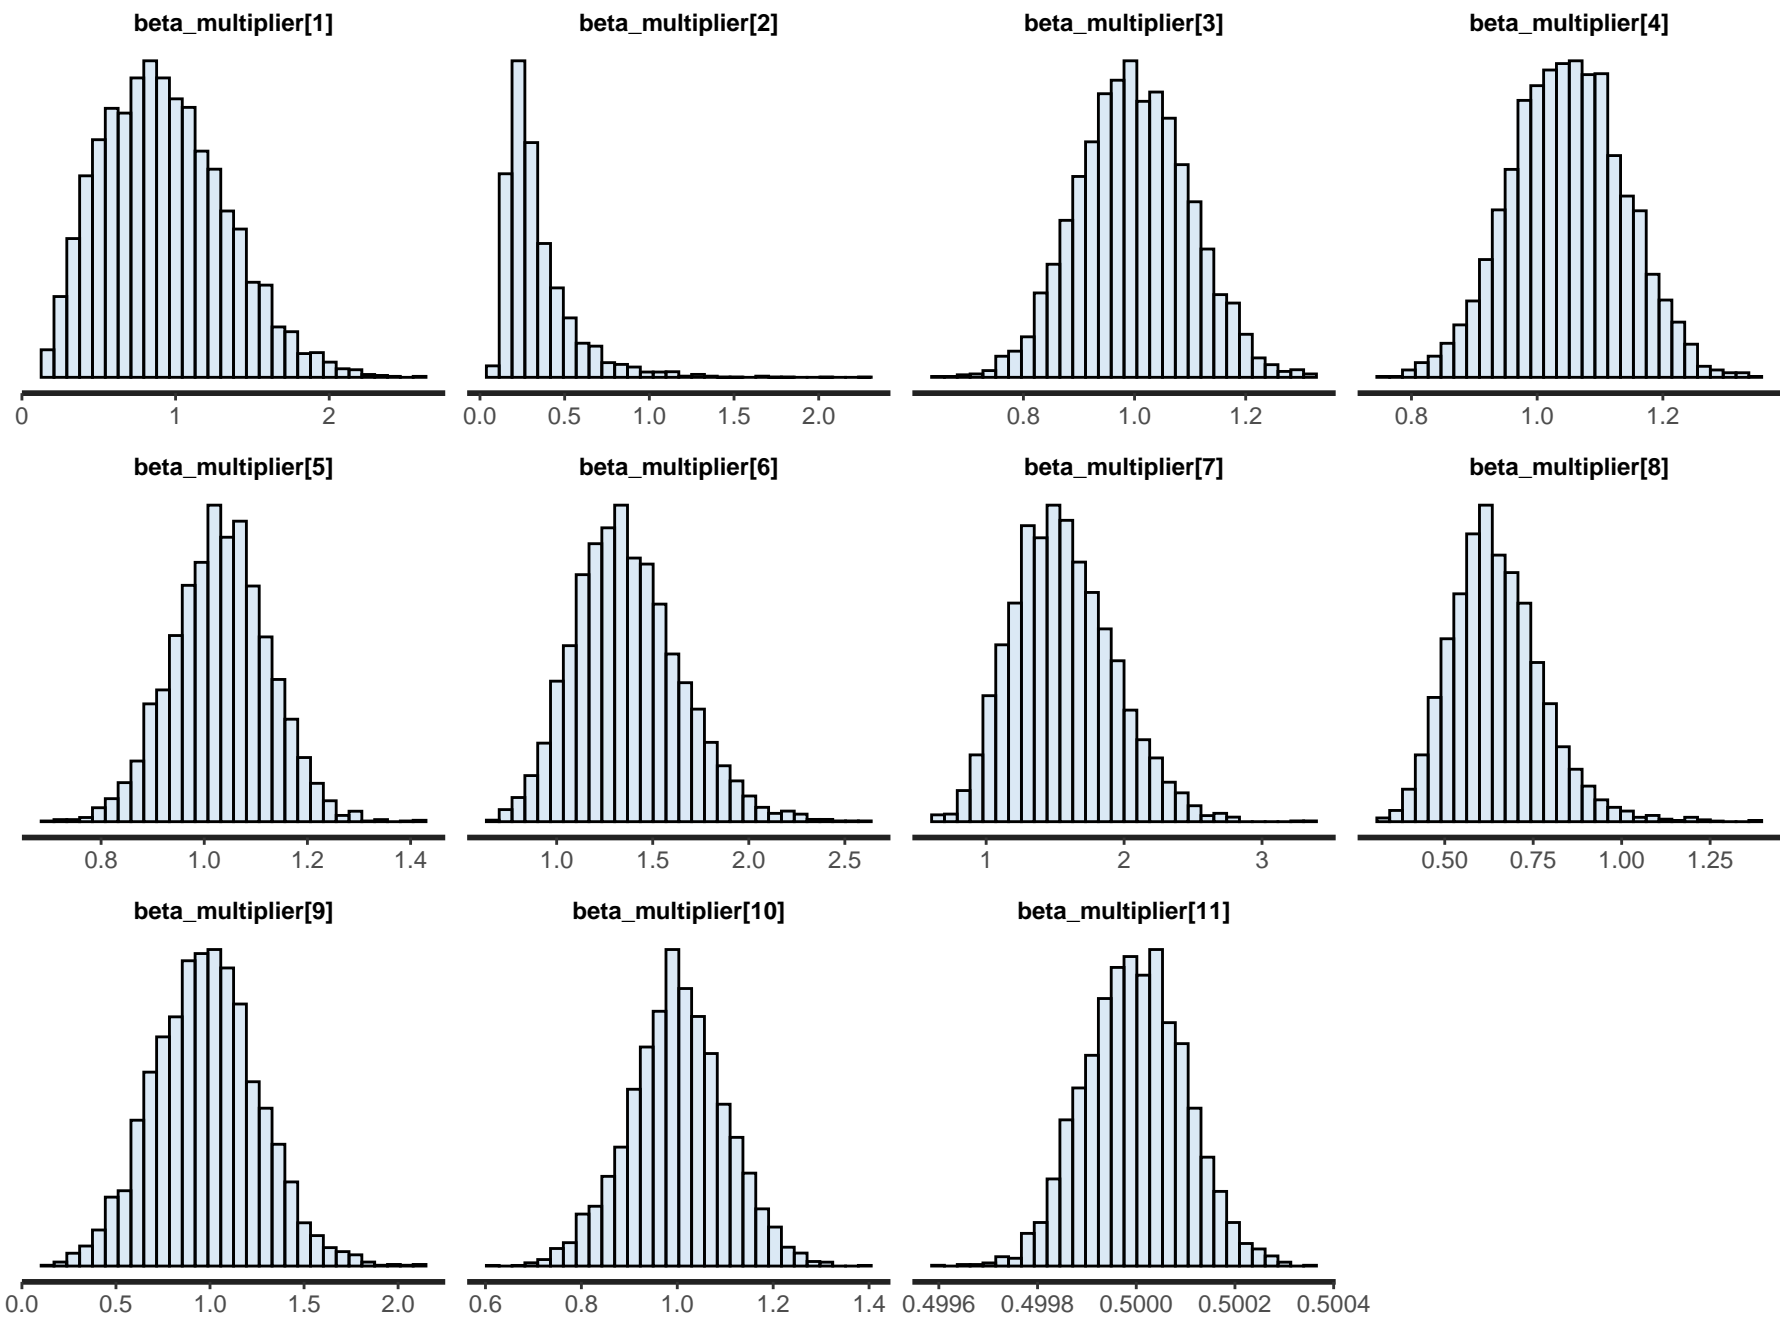 beta_multiplier[1] beta_multiplier[2] beta_multiplier[3] beta_multiplier[4]
0 1 2 0.0 0.5 1.0 1.5 2.0 0.8 1.0 1.2 0.8 1.0 1.2
beta_multiplier[5] beta_multiplier[6] beta_multiplier[7] beta_multiplier[8]
0.8 1.0 1.2 1.4 1.0 1.5 2.0 2.5 1 2 3 0.50 0.75 1.00 1.25
beta_multiplier[9] beta_multiplier[10] beta_multiplier[11]
0.0 0.5 1.0 1.5 2.0 0.6 0.8 1.0 1.2 1.4 0.4996 0.4998 0.5000 0.5002 0.5004